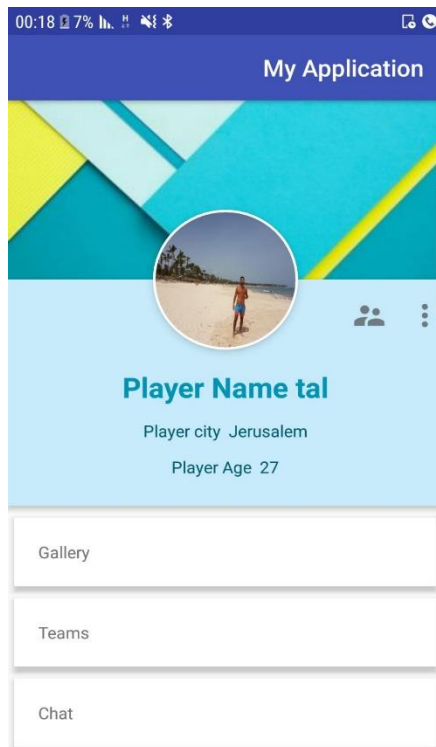 00:18 7%
My Application
Player Name tal
Player city Jerusalem
Player Age 27
Gallery
Teams
Chat